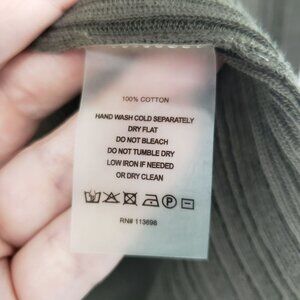 100% COTTON
HAND WASH COLD SEPARATELY
DRY FLAT
DO NOT BLEACH
DO NOT TUMBLE DRY
LOW IRON IF NEEDED
OR DRY CLEAN
RN# 113698